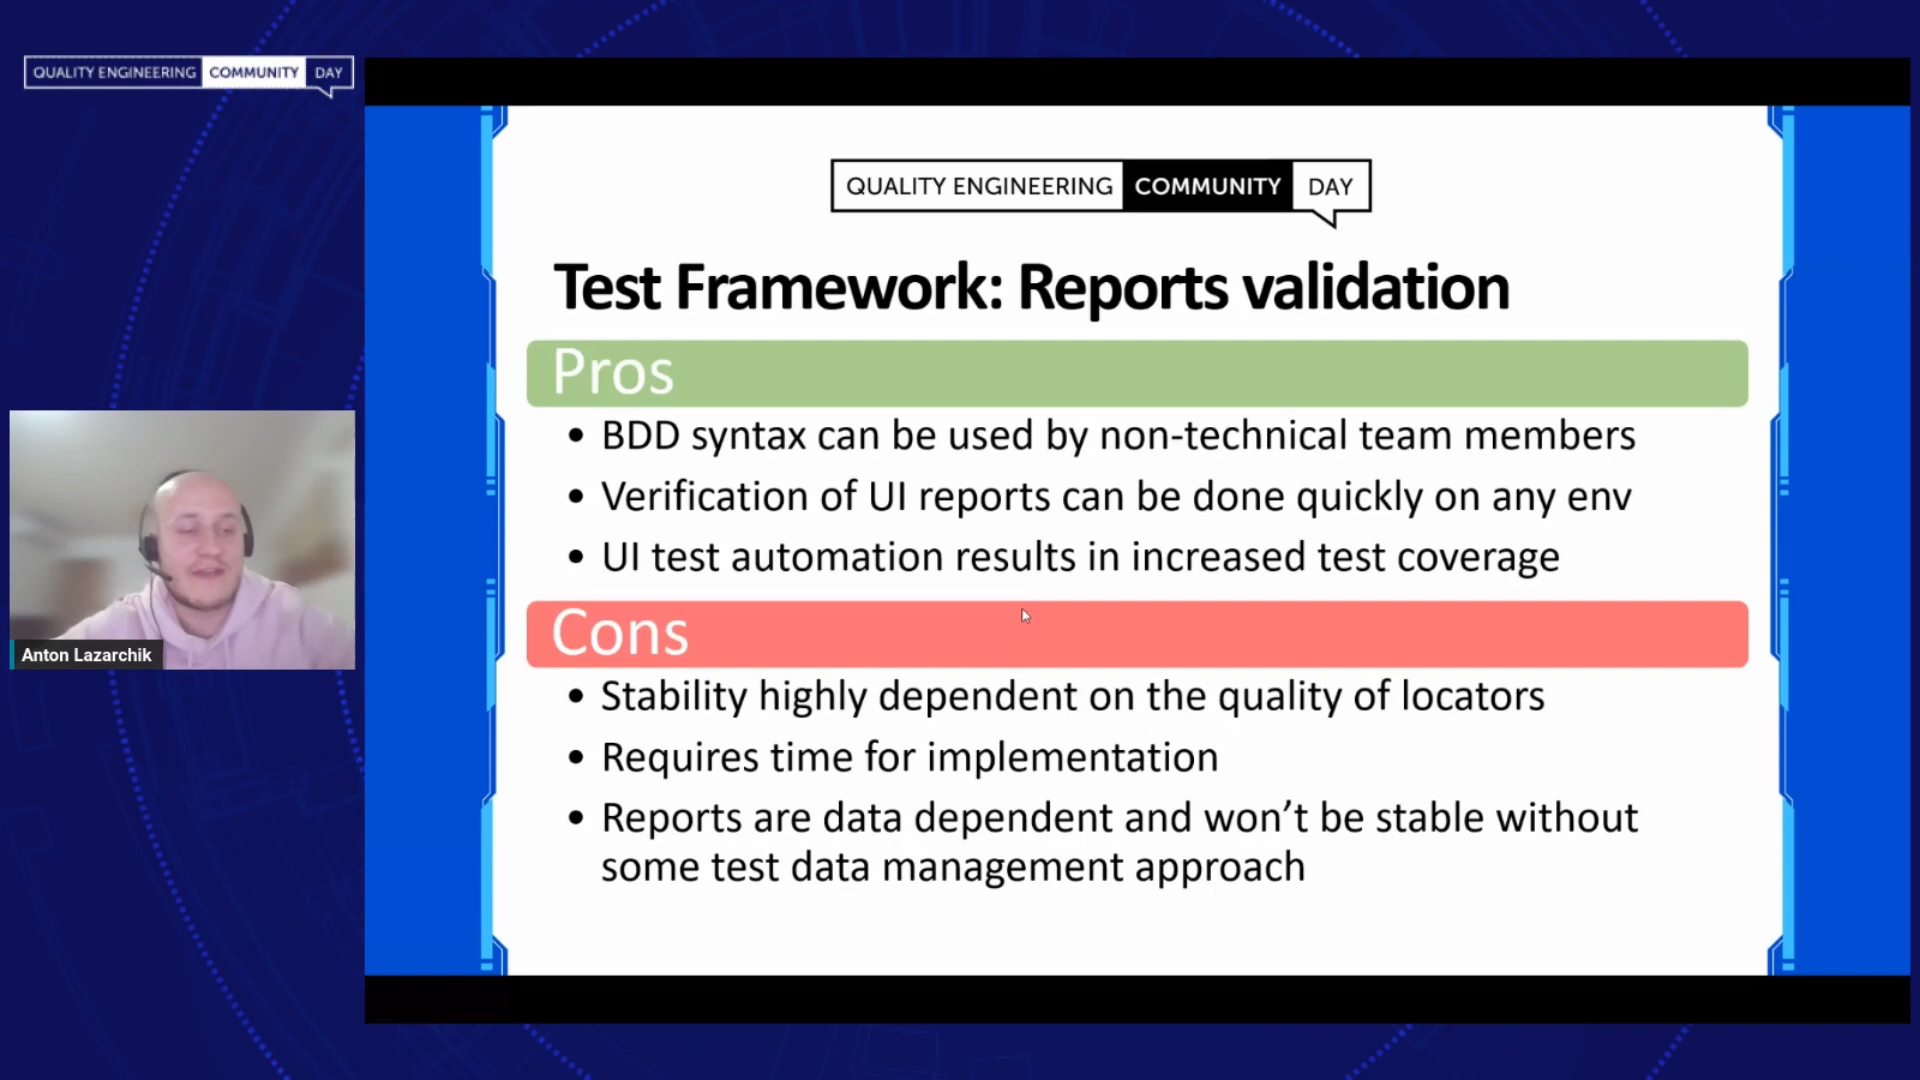 QUALITY ENGINEERING COMMUNITY DAY
QUALITY ENGINEERING COMMUNITY DAY
Test Framework: Reports validation
Pros
• BDD syntax can be used by non-technical team members
• Verification of UI reports can be done quickly on any env
• UI test automation results in increased test coverage
Cons
• Stability highly dependent on the quality of locators
• Requires time for implementation
• Reports are data dependent and won’t be stable without
some test data management approach
Anton Lazarchik